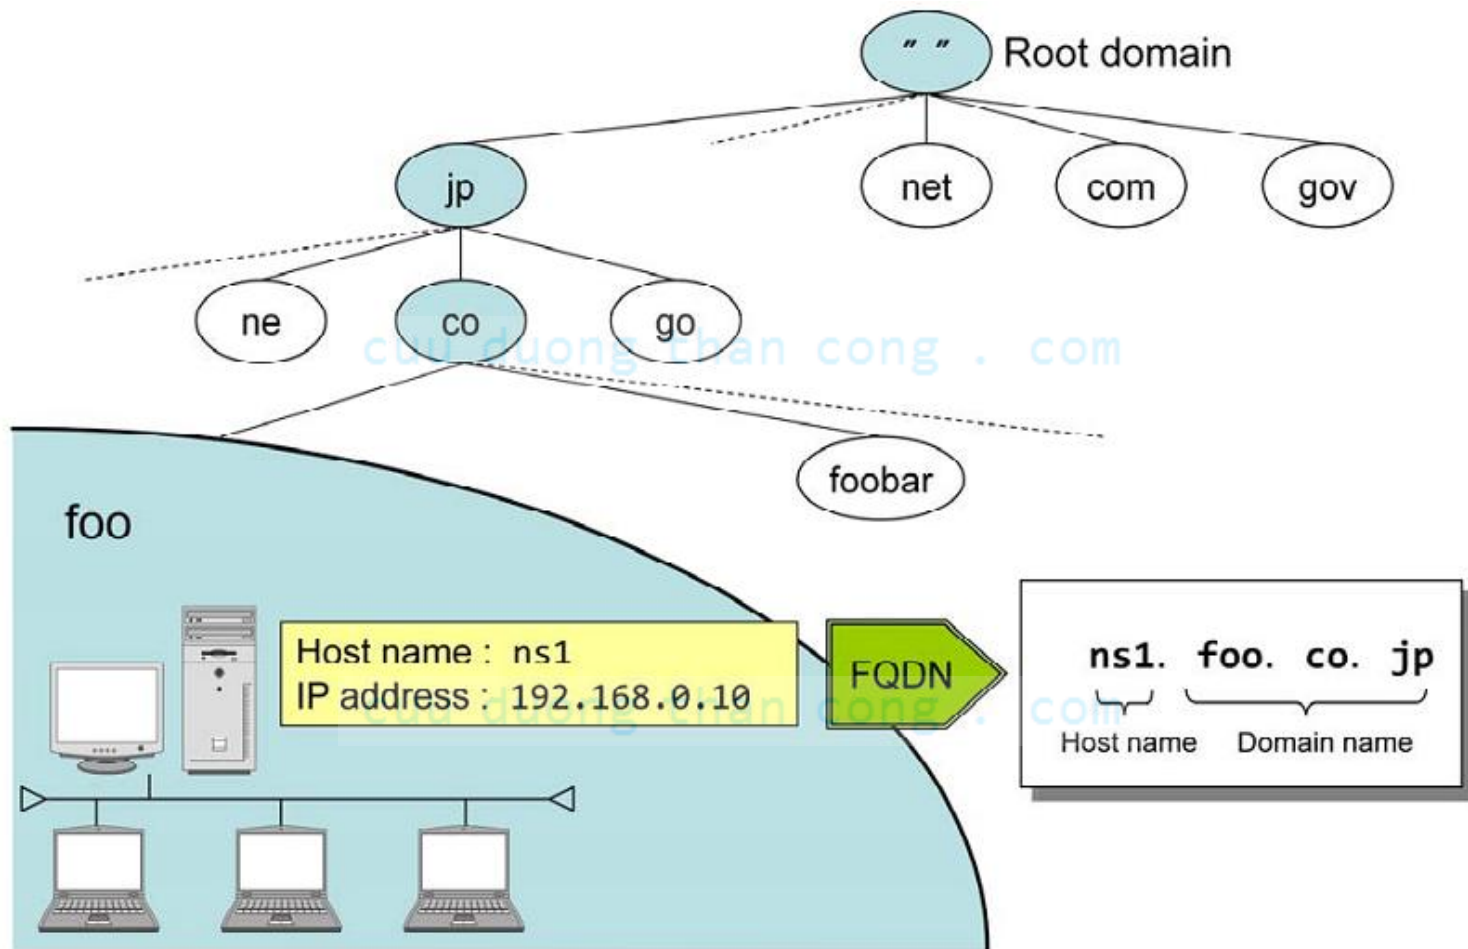 " " Root domain
jp net com gov
ne co go
cuu duong than cong . com
foobar
foo
Host name : ns1
IP address : 192.168.0.10
FQDN
ns1. foo. co. jp
Host name Domain name
cuu duong than cong . com